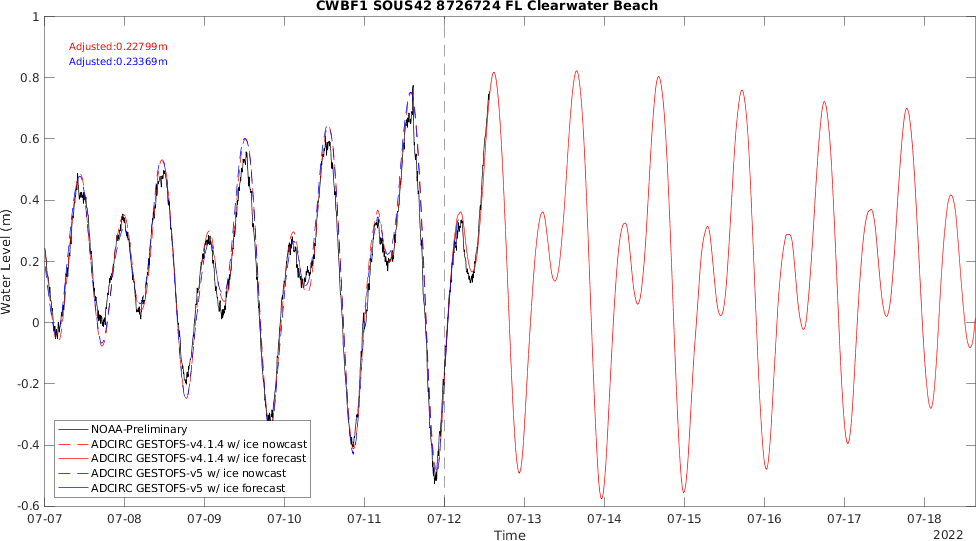 CWBF1 SOUS42 8726724 FL Clearwater Beach
1
Adjusted:0.22799m
Adjusted:0.23369m
0.8
0.6
0.4
Water Level (m)
0.2
0
-0.2
-0.4
-0.6
NOAA-Preliminary
ADCIRC GESTOFS-v4.1.4 w/ ice nowcast
ADCIRC GESTOFS-v4.1.4 w/ ice forecast
ADCIRC GESTOFS-v5 w/ ice nowcast
ADCIRC GESTOFS-v5 w/ ice forecast
07-07 07-08 07-09 07-10 07-11 07-12 07-13 07-14 07-15 07-16 07-17 07-18
Time
2022